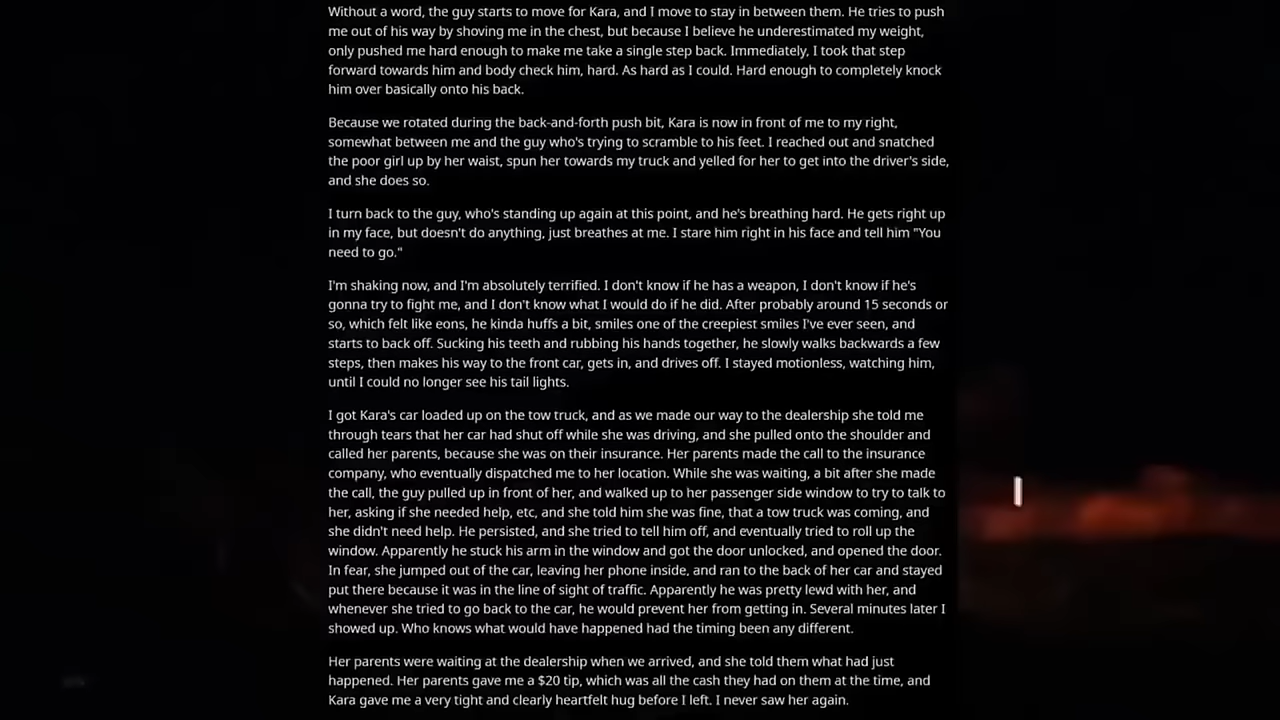 Without a word, the guy starts to move for Kara, and I move to stay in between them. He tries to push
me out of his way by shoving me in the chest, but because I believe he underestimated my weight,
only pushed me hard enough to make me take a single step back. Immediately, I took that step
forward towards him and body check him, hard. As hard as I could. Hard enough to completely knock
him over basically onto his back.
Because we rotated during the back-and-forth push bit, Kara is now in front of me to my right,
somewhat between me and the guy who's trying to scramble to his feet. I reached out and snatched
the poor girl up by her waist, spun her towards my truck and yelled for her to get into the driver's side,
and she does so.
I turn back to the guy, who's standing up again at this point, and he's breathing hard. He gets right up
in my face, but doesn't do anything, just breathes at me. I stare him right in his face and tell him "You
need to go."
I'm shaking now, and I'm absolutely terrified. I don't know if he has a weapon, I don't know if he's
gonna try to fight me, and I don't know what I would do if he did. After probably around 15 seconds or
so, which felt like eons, he kinda huffs a bit, smiles one of the creepiest smiles I've ever seen, and
starts to back off. Sucking his teeth and rubbing his hands together, he slowly walks backwards a few
steps, then makes his way to the front car, gets in, and drives off. I stayed motionless, watching him,
until I could no longer see his tail lights.
I got Kara's car loaded up on the tow truck, and as we made our way to the dealership she told me
through tears that her car had shut off while she was driving, and she pulled onto the shoulder and
called her parents, because she was on their insurance. Her parents made the call to the insurance
company, who eventually dispatched me to her location. While she was waiting, a bit after she made
the call, the guy pulled up in front of her, and walked up to her passenger side window to try to talk to
her, asking if she needed help, etc, and she told him she was fine, that a tow truck was coming, and
she didn't need help. He persisted, and she tried to tell him off, and eventually tried to roll up the
window. Apparently he stuck his arm in the window and got the door unlocked, and opened the door.
In fear, she jumped out of the car, leaving her phone inside, and ran to the back of her car and stayed
put there because it was in the line of sight of traffic. Apparently he was pretty lewd with her, and
whenever she tried to go back to the car, he would prevent her from getting in. Several minutes later I
showed up. Who knows what would have happened had the timing been any different.
Her parents were waiting at the dealership when we arrived, and she told them what had just
happened. Her parents gave me a $20 tip, which was all the cash they had on them at the time, and
Kara gave me a very tight and clearly heartfelt hug before I left. I never saw her again.